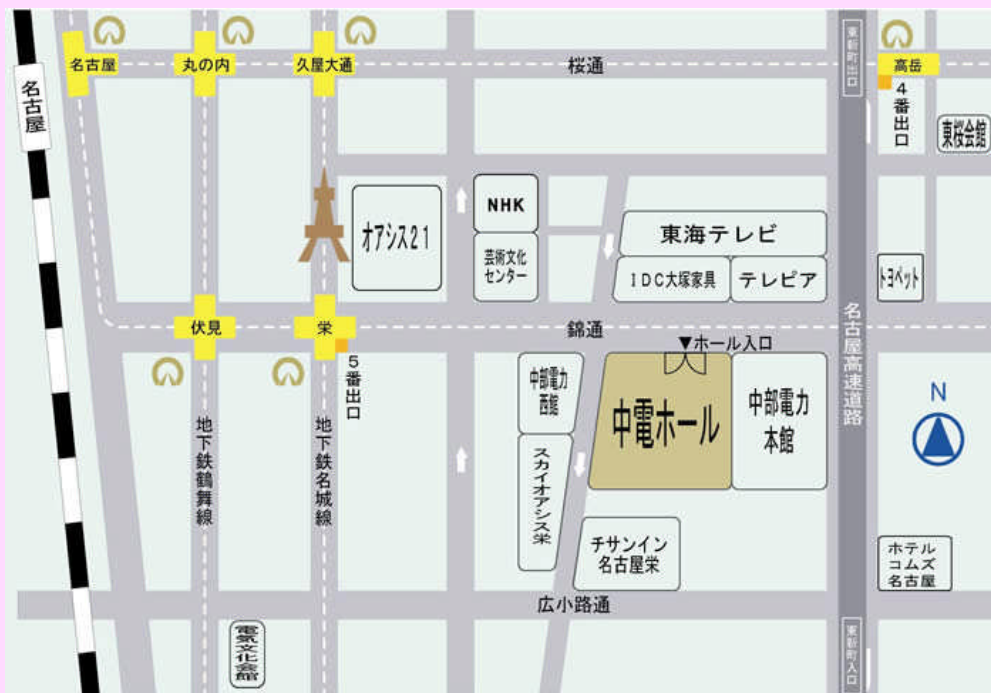 名古屋
丸の内
久屋大通
桜通
東新町出口
高岳
4番出口
名古屋
東桜会館
NHK
オアシス21
東海テレビ
芸術文化
センター
IDC大塚家具
テレピア
トヨペット
伏見
栄
錦通
名古屋高速道路
▼ホール入口
5番出口
中部電力
西館
中電ホール
中部電力
本館
N
地下鉄鶴舞線
地下鉄名城線
スカイオアシス栄
チサンイン
名古屋栄
ホテル
コムズ
名古屋
広小路通
電気文化会館
東新町入口